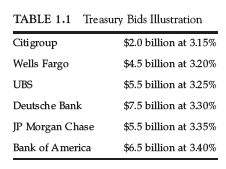 TABLE 1.1 Treasury Bids Illustration
Citigroup $2.0 billion at 3.15%
Wells Fargo $4.5 billion at 3.20%
UBS $5.5 billion at 3.25%
Deutsche Bank $7.5 billion at 3.30%
JP Morgan Chase $5.5 billion at 3.35%
Bank of America $6.5 billion at 3.40%